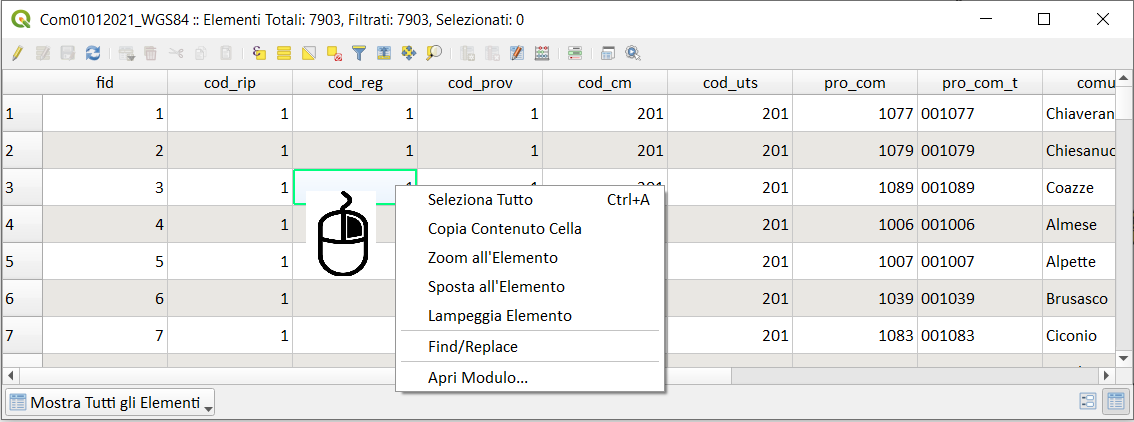 Com01012021_WGS84 :: Elementi Totali: 7903, Filtrati: 7903, Selezionati: 0
fid cod_rip cod_reg cod_prov cod_cm cod_uts pro_com pro_com_t comu
1 1 1 1 1 201 201 1077 001077 Chiaveran
2 2 1 1 1 201 201 1079 001079 Chiesanuo
3 3 1 1 1 201 201 1089 001089 Coazze
4 4 1 201 1006 001006 Almese
5 5 1 201 1007 001007 Alpette
6 6 1 201 1039 001039 Brusasco
7 7 1 201 1083 001083 Ciconio
Seleziona Tutto Ctrl+A
Copia Contenuto Cella
Zoom all'Elemento
Sposta all'Elemento
Lampeggia Elemento
Find/Replace
Apri Modulo...
Mostra Tutti gli Elementi